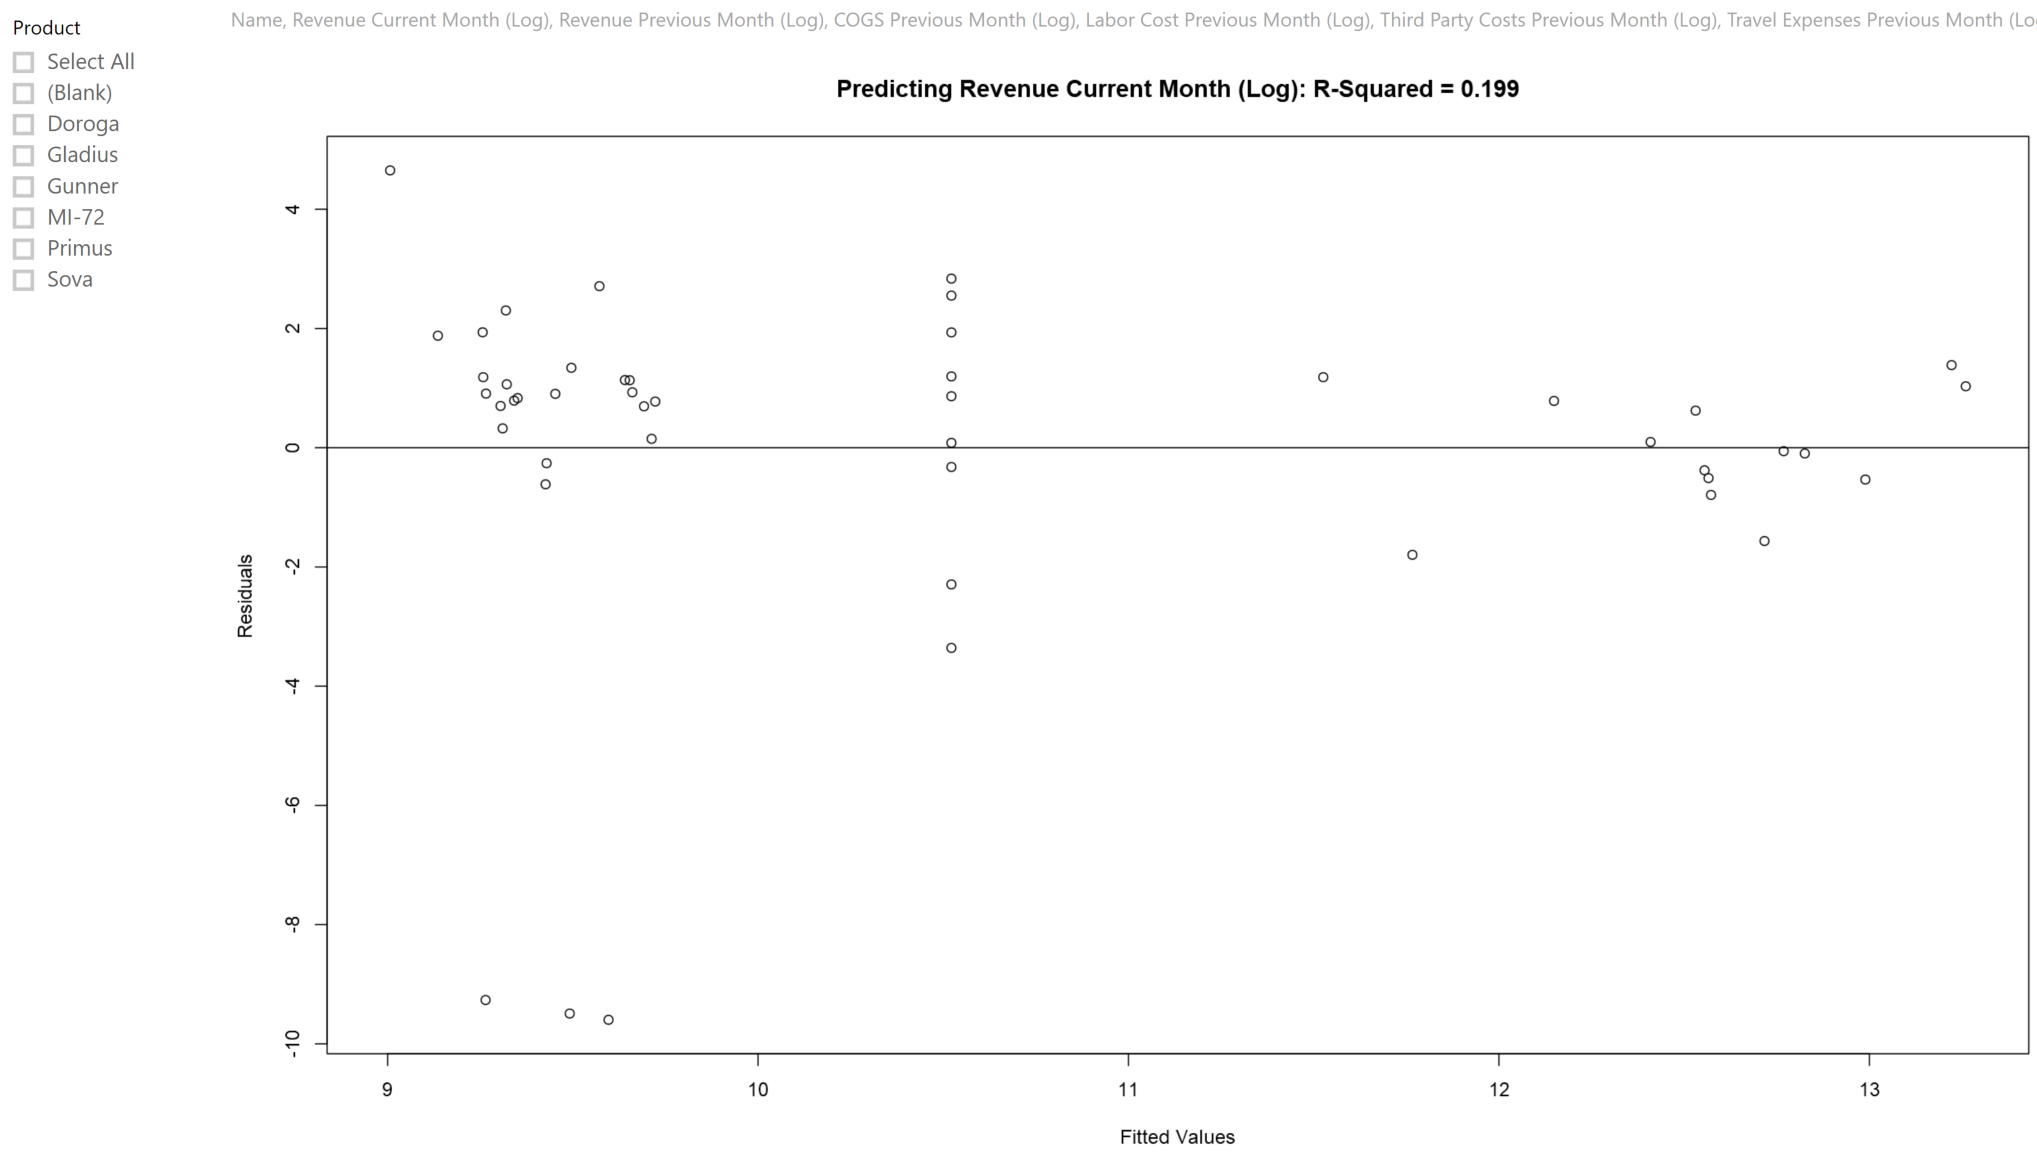 Product
Select All
(Blank)
Doroga
Gladius
Gunner
MI-72
Primus
Sova
Name, Revenue Current Month (Log), Revenue Previous Month (Log), COGS Previous Month (Log), Labor Cost Previous Month (Log), Third Party Costs Previous Month (Log), Travel Expenses Previous Month (Lo
Predicting Revenue Current Month (Log): R-Squared = 0.199
4
2
0
-2
-4
-6
-8
-10
Residuals
9 10 11 12 13
Fitted Values